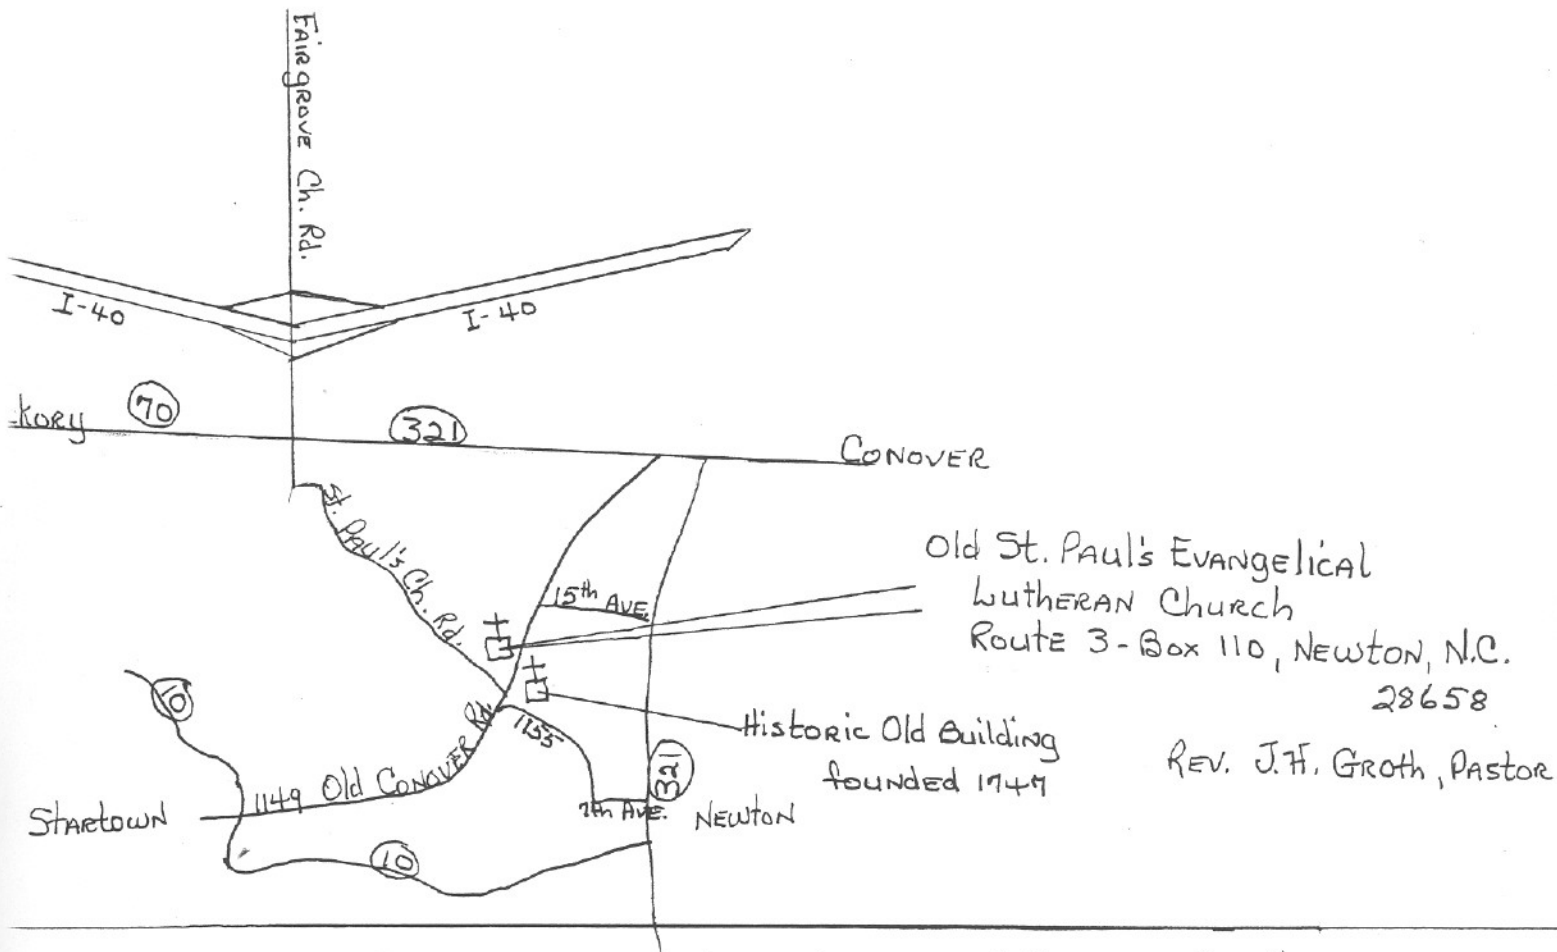 FAIRGROVE Ch. Rd.
I-40
I-40
kory
70
321
CONOVER
St. PAul's Ch. Rd.
15th AVE.
Old St. PAul's EVANgelicAl
LutHERAN Church
Route 3-Box 110, NEWtON, N.C.
28658
REV. J.H. GROth, PAStOR
Historic Old Building
founded 1747
10
1155
1149 Old CONOVER Rd
321
7th AVE.
NEWtON
StARtOWN
10